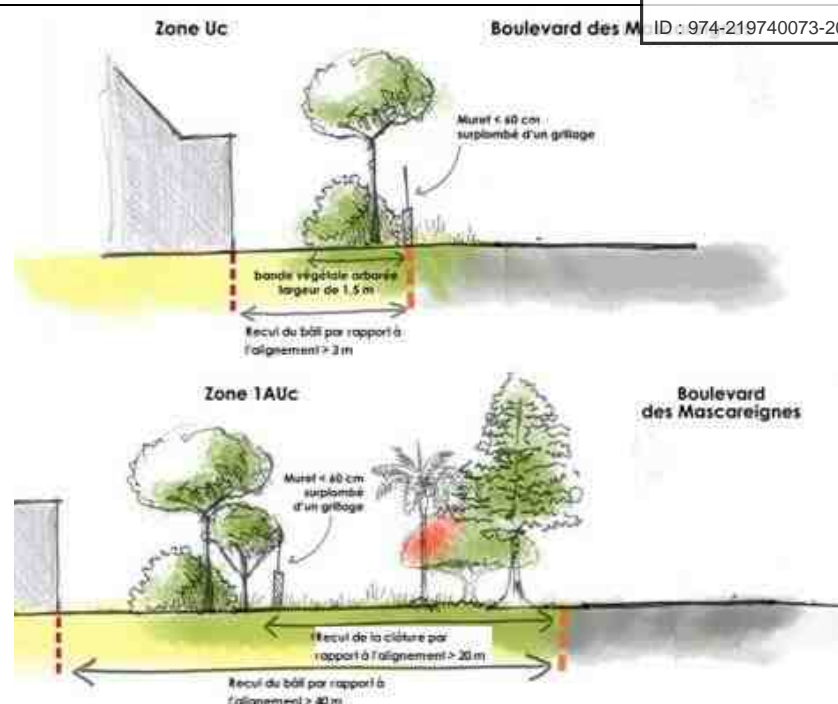 ID : 974-219740073-20
Zone Uc
Boulevard des M
Muret < 60 cm
surplombé d'un grillage
bande végétale arborée
largeur de 1,5 m
Recul du bâti par rapport à
l'alignement > 3 m
Zone 1AUc
Boulevard
des Mascareignes
Muret < 60 cm
surplombé
d'un grillage
Recul de la clôture par
rapport à l'alignement > 20 m
Recul du bâti par rapport à
l'alignement > 40 m